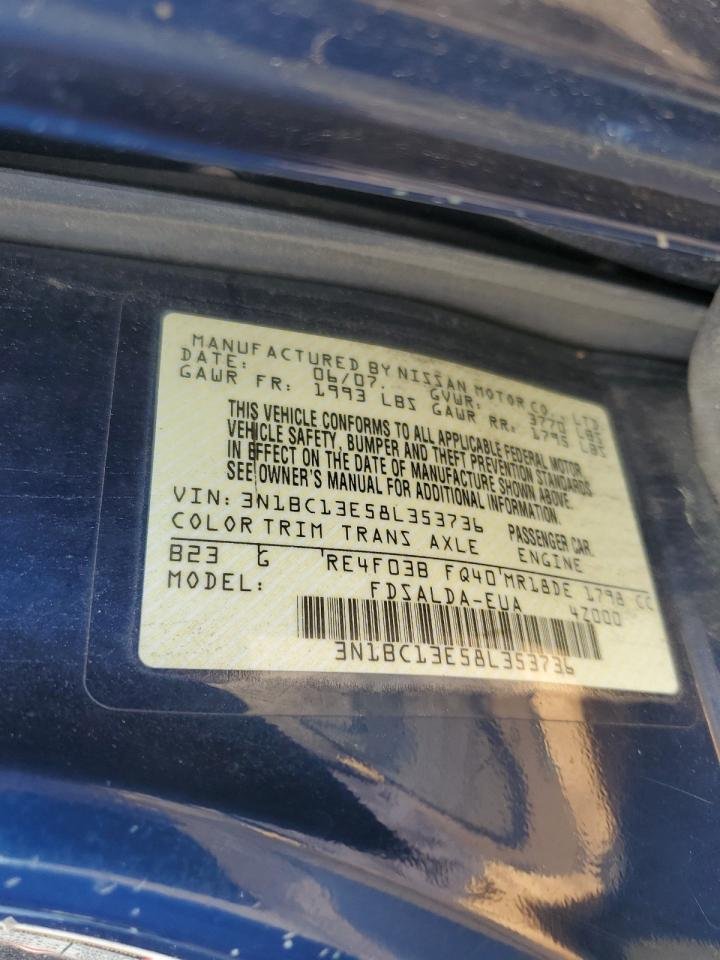 MANUFACTURED BY NISSAN MOTOR CO., LTD
DATE: 06/07. GVWR: 3770 LBS
GAWR FR: 1993 LBS GAWR RR: 1795 LBS
THIS VEHICLE CONFORMS TO ALL APPLICABLE FEDERAL MOTOR
VEHICLE SAFETY, BUMPER AND THEFT PREVENTION STANDARDS
IN EFFECT ON THE DATE OF MANUFACTURE SHOWN ABOVE.
SEE OWNER'S MANUAL FOR ADDITIONAL INFORMATION.
VIN: 3N1BC13E58L353736 PASSENGER CAR.
COLOR TRIM TRANS AXLE ENGINE
B23 G RE4F03B FQ40 MR18DE 1798 CC
MODEL: FDSALDA-EUA 4Z000
3N1BC13E58L353736